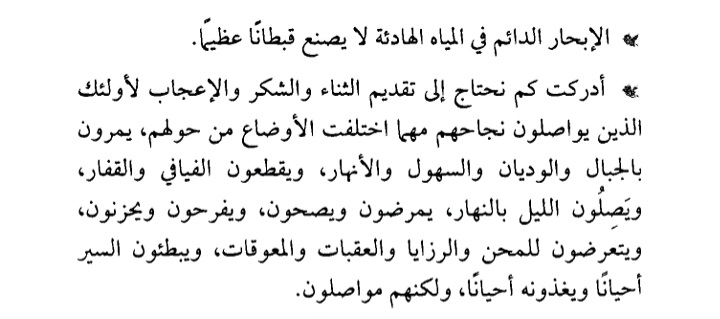 الإبحار الدائم في المياه الهادئة لا يصنع قبطانًا عظيمًا.
أدركت كم نحتاج إلى تقديم الثناء والشكر والإعجاب لأولئك
الذين يواصلون نجاحهم مهما اختلفت الأوضاع من حولهم، يمرون
بالجبال والوديان والسهول والأنهار، ويقطعون الفيافي والقفار،
ويَصِلُون الليل بالنهار، يمرضون ويصحون، ويفرحون ويحزنون،
ويتعرضون للمحن والرزايا والعقبات والمعوقات، ويبطئون السير
أحيانًا ويغذونه أحيانًا، ولكنهم مواصلون.